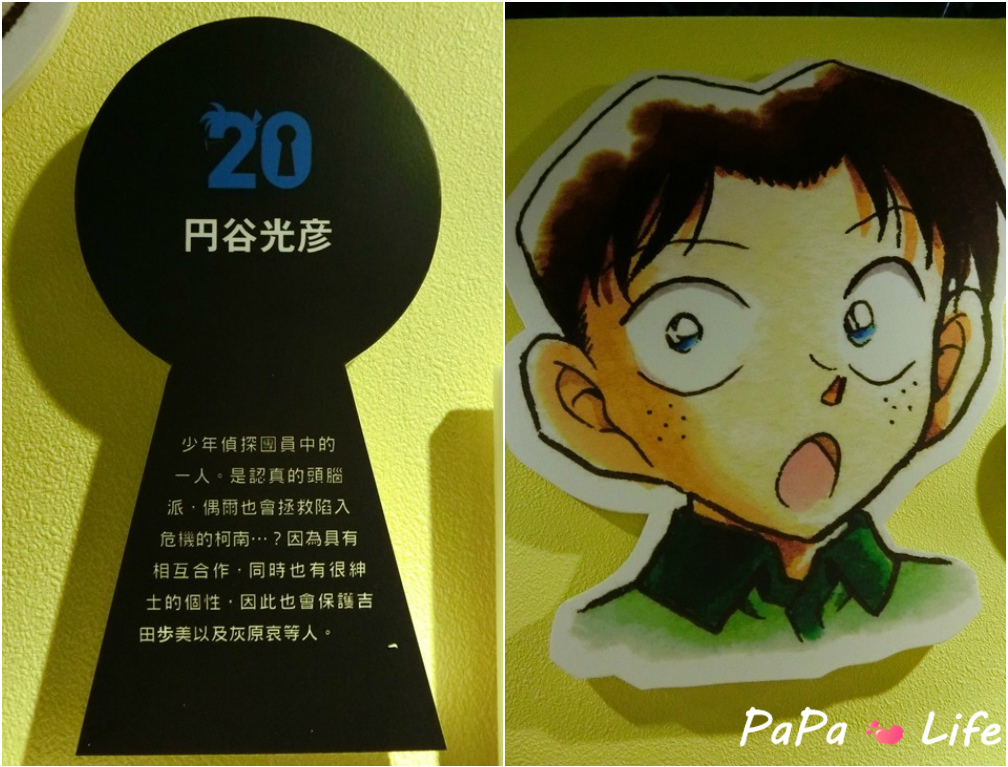 20
円谷光彦
少年偵探團員中的
一人。是認真的頭腦
派，偶爾也會拯救陷入
危機的柯南…？因為具有
相互合作，同時也有很紳
士的個性，因此也會保護吉
田步美以及灰原哀等人。
PaPa Life